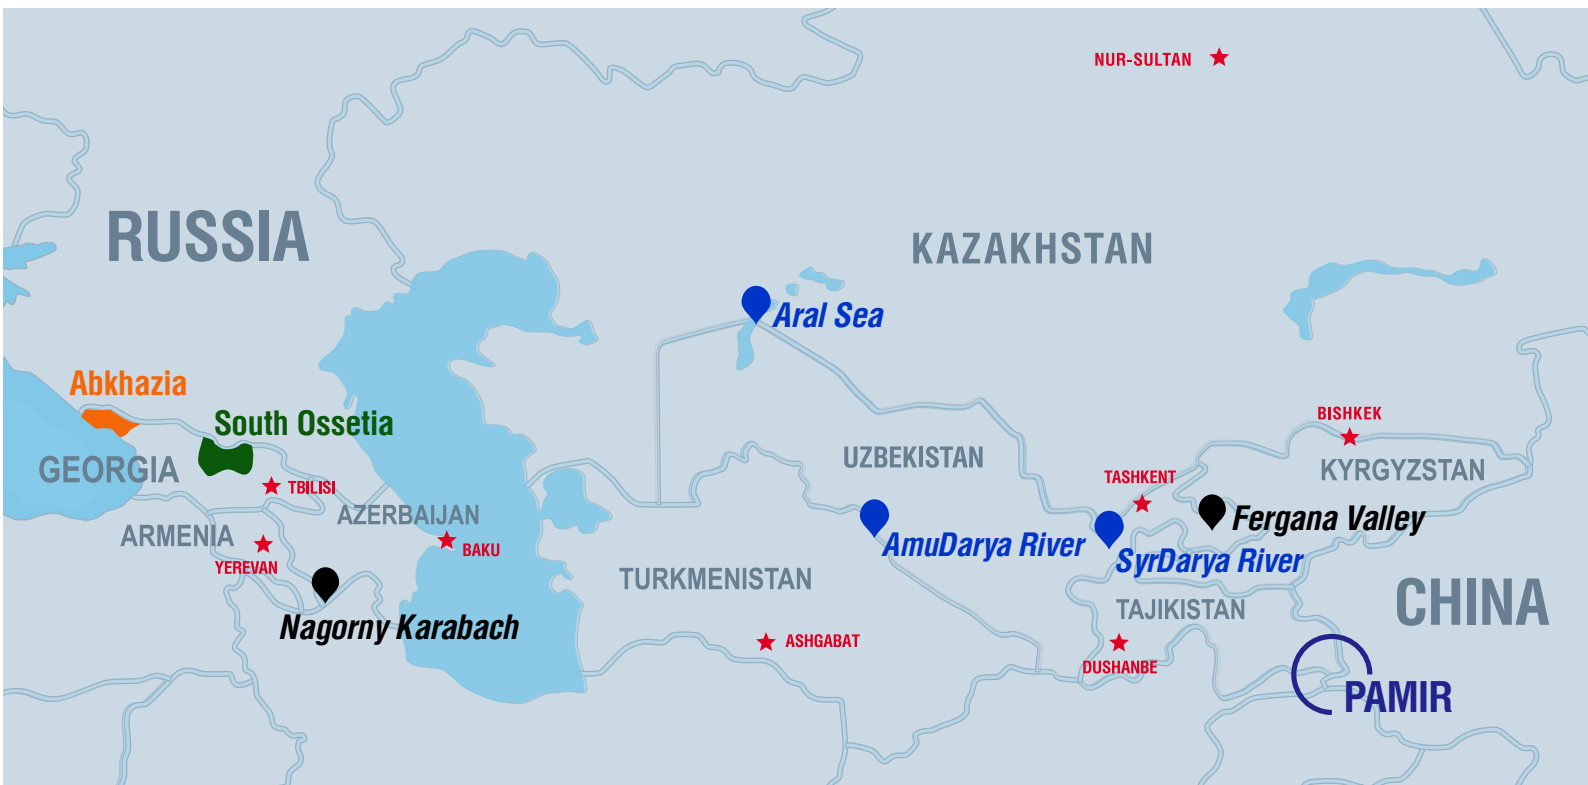 NUR-SULTAN
RUSSIA
KAZAKHSTAN
Aral Sea
Abkhazia
South Ossetia
BISHKEK
GEORGIA
UZBEKISTAN
KYRGYZSTAN
TASHKENT
TBILISI
AZERBAIJAN
Fergana Valley
ARMENIA
AmuDarya River
BAKU
SyrDarya River
YEREVAN
TURKMENISTAN
CHINA
TAJIKISTAN
Nagorny Karabach
ASHGABAT
DUSHANBE
PAMIR